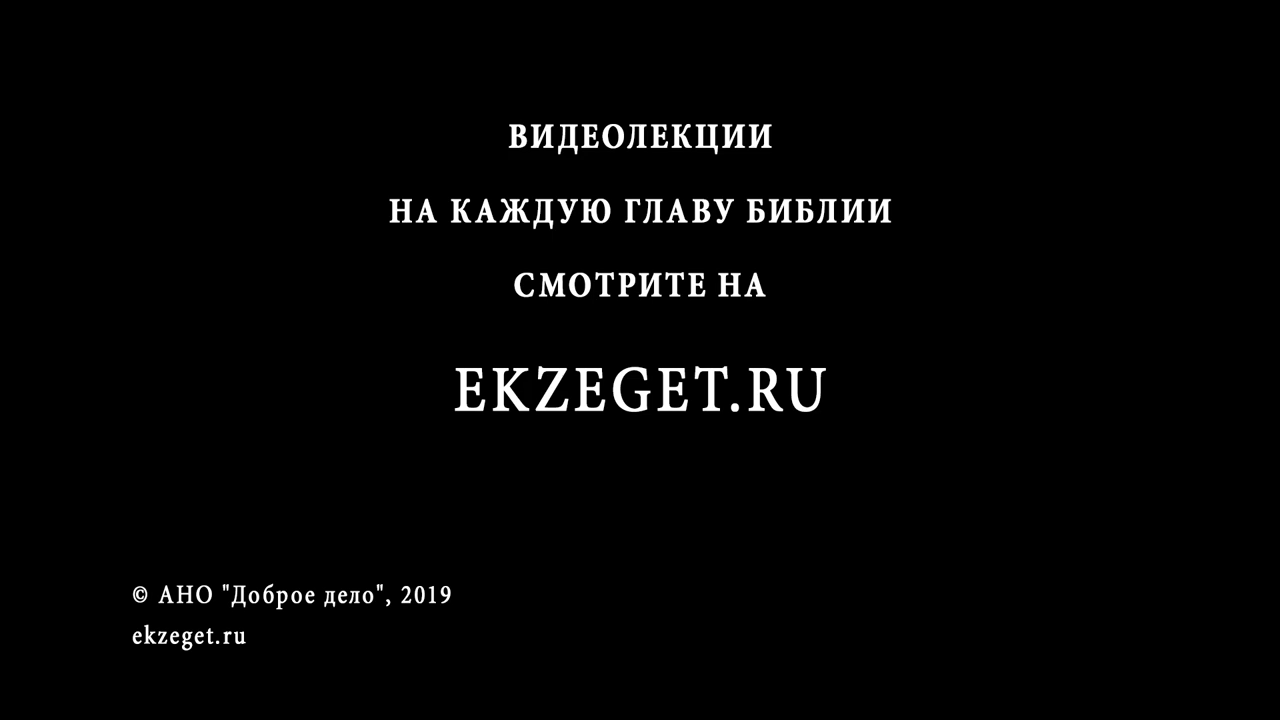 ВИДЕОЛЕКЦИИ
НА КАЖДУЮ ГЛАВУ БИБЛИИ
СМОТРИТЕ НА
EKZEGET.RU
© АНО "Доброе дело", 2019
ekzeget.ru